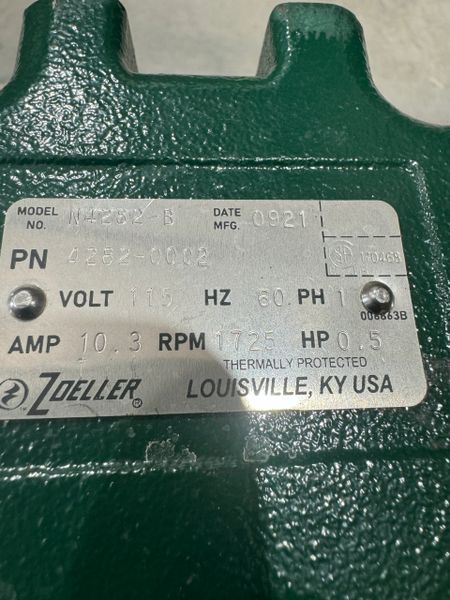 MODEL NO. N4282-B DATE MFG. 0921
PN 4282-0002
VOLT 115 HZ 60 PH 1
008863B
AMP 10.3 RPM 1725 HP 0.5
THERMALLY PROTECTED
ZOELLER ® LOUISVILLE, KY USA